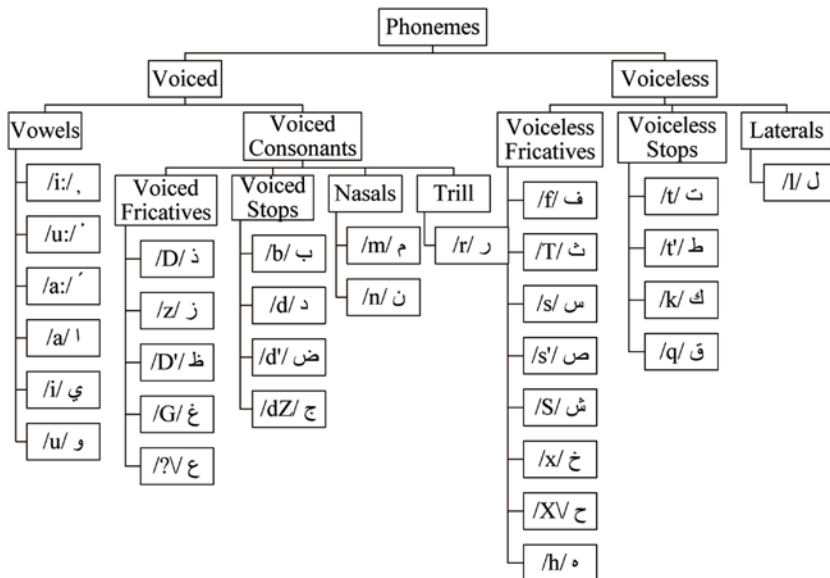 Phonemes
Voiced
Voiceless
Vowels
Voiced
Consonants
Voiceless
Fricatives
Voiceless
Stops
Laterals
/i:/ ِ
/u:/ ُ
/a:/ َ
/a/ ا
/i/ ي
/u/ و
Voiced
Fricatives
/D/ ذ
/z/ ز
/D'/ ظ
/G/ غ
/?\/ ع
Voiced
Stops
/b/ ب
/d/ د
/d'/ ض
/dZ/ ج
Nasals
/m/ م
/n/ ن
Trill
/r/ ر
/f/ ف
/T/ ث
/s/ س
/s'/ ص
/S/ ش
/x/ خ
/X\/ ح
/h/ ه
/t/ ت
/t'/ ط
/k/ ك
/q/ ق
/l/ ل